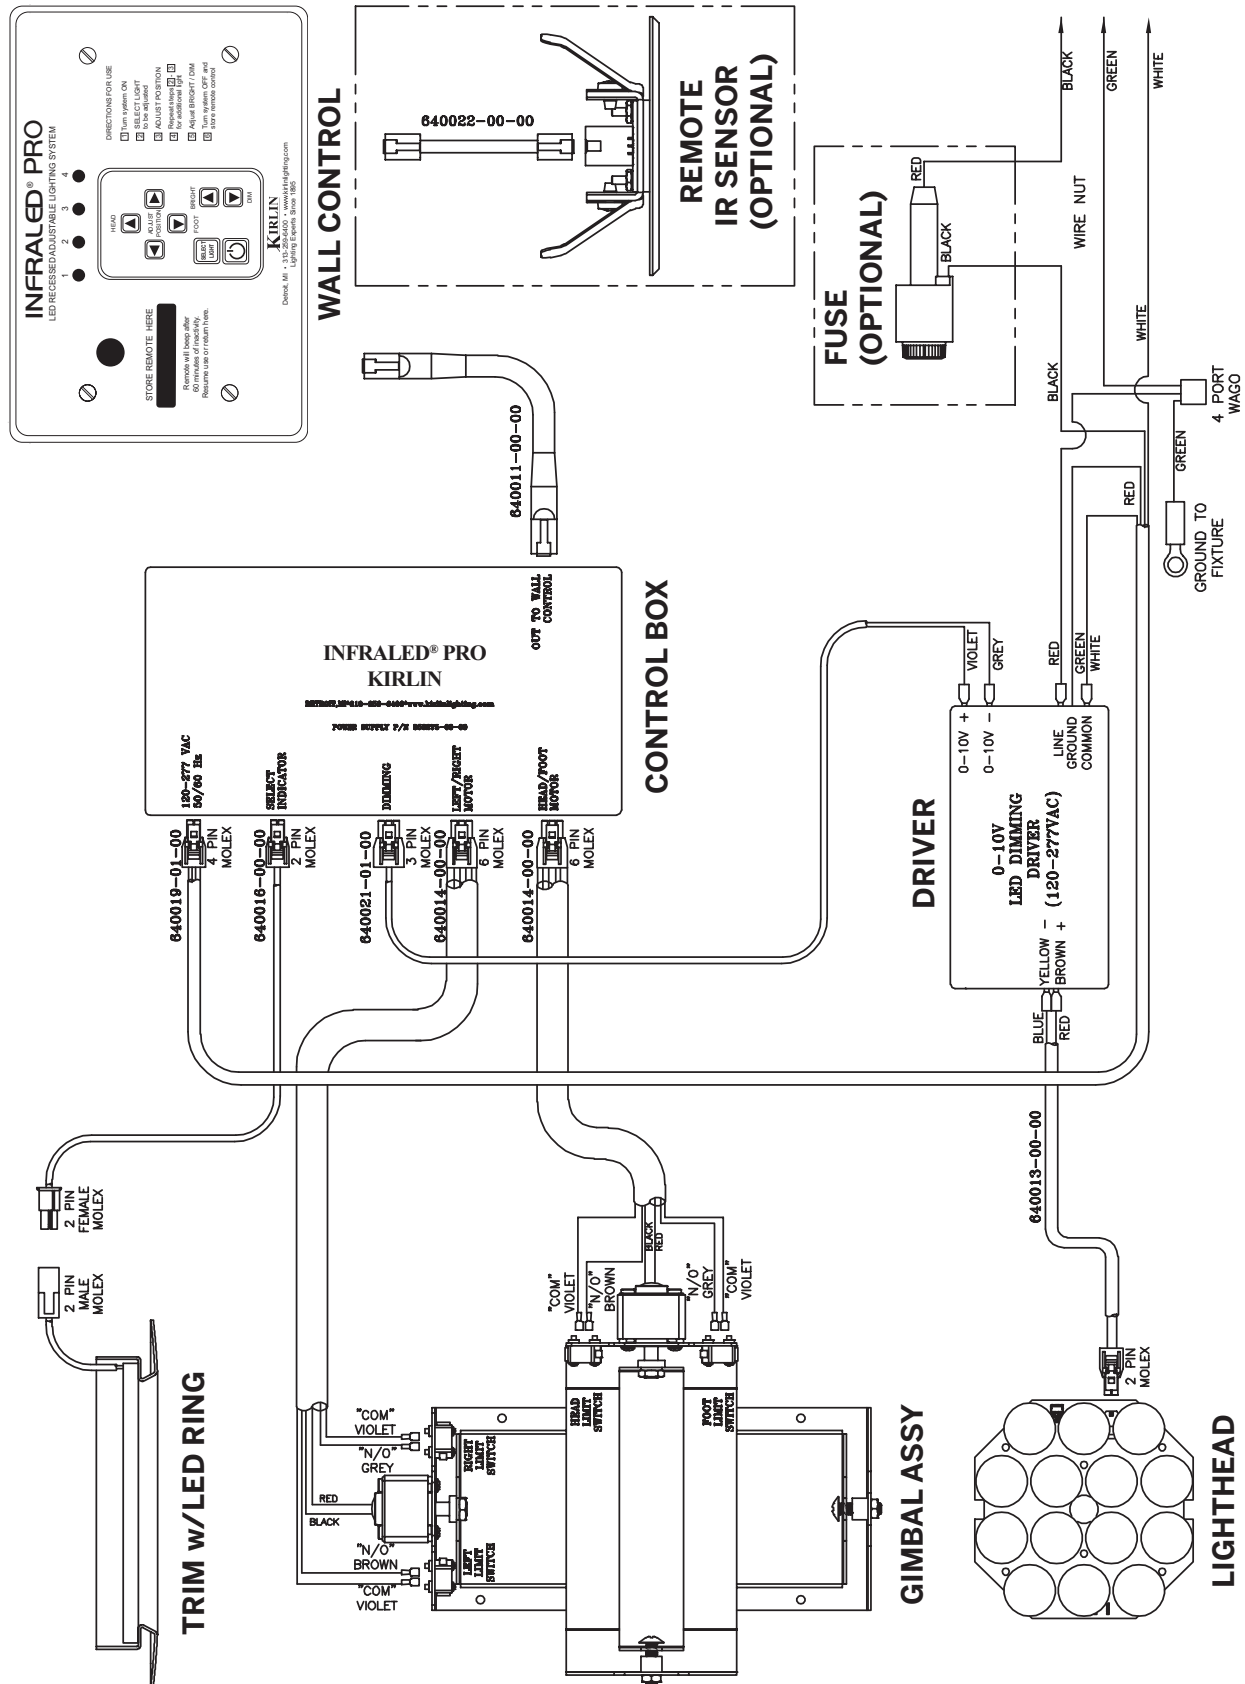 INFRALED® PRO
LED RECESSED ADJUSTABLE LIGHTING SYSTEM
1 2 3 4
STORE REMOTE HERE
Remote will beep after
60 minutes of inactivity.
Resume use or return here.
HEAD
ADJUST
POSITION
FOOT
SELECT
LIGHT
BRIGHT
DIM
KIRLIN
Detroit, MI • 313-259-6400 • www.kirlinlighting.com
Lighting Experts Since 1895
DIRECTIONS FOR USE
1 Turn system ON
2 SELECT LIGHT
to be adjusted
3 ADJUST POSITION
4 Repeat steps 2 - 3
for additional light
5 Adjust BRIGHT / DIM
6 Turn system OFF and
store remote control
WALL CONTROL
640022-00-00
REMOTE
IR SENSOR
(OPTIONAL)
640011-00-00
FUSE
(OPTIONAL)
RED
BLACK
BLACK
GREEN
WHITE
WIRE NUT
BLACK
WHITE
4 PORT
WAGO
GREEN
RED
GROUND TO
FIXTURE
INFRALED® PRO
KIRLIN
120-277 VAC
50/60 Hz
SELECT
INDICATOR
DIMMING
LEFT/RIGHT
MOTOR
HEAD/FOOT
MOTOR
OUT TO WALL
CONTROL
CONTROL BOX
640019-01-00
4 PIN
MOLEX
640016-00-00
2 PIN
MOLEX
640021-01-00
3 PIN
MOLEX
640014-00-00
6 PIN
MOLEX
640014-00-00
6 PIN
MOLEX
VIOLET
GREY
RED
GREEN
WHITE
0-10V +
0-10V -
LINE
GROUND
COMMON
DRIVER
0-10V
LED DIMMING
DRIVER
(120-277VAC)
YELLOW -
BROWN +
BLUE
RED
640013-00-00
2 PIN
MOLEX
LIGHTHEAD
2 PIN
FEMALE
MOLEX
2 PIN
MALE
MOLEX
TRIM w/LED RING
"COM"
VIOLET
"N/O"
GREY
RED
BLACK
"N/O"
BROWN
"COM"
VIOLET
RIGHT
LIMIT
SWITCH
LEFT
LIMIT
SWITCH
"COM"
VIOLET
"N/O"
BROWN
BLACK
RED
"N/O"
GREY
"COM"
VIOLET
HEAD
LIMIT
SWITCH
FOOT
LIMIT
SWITCH
GIMBAL ASSY